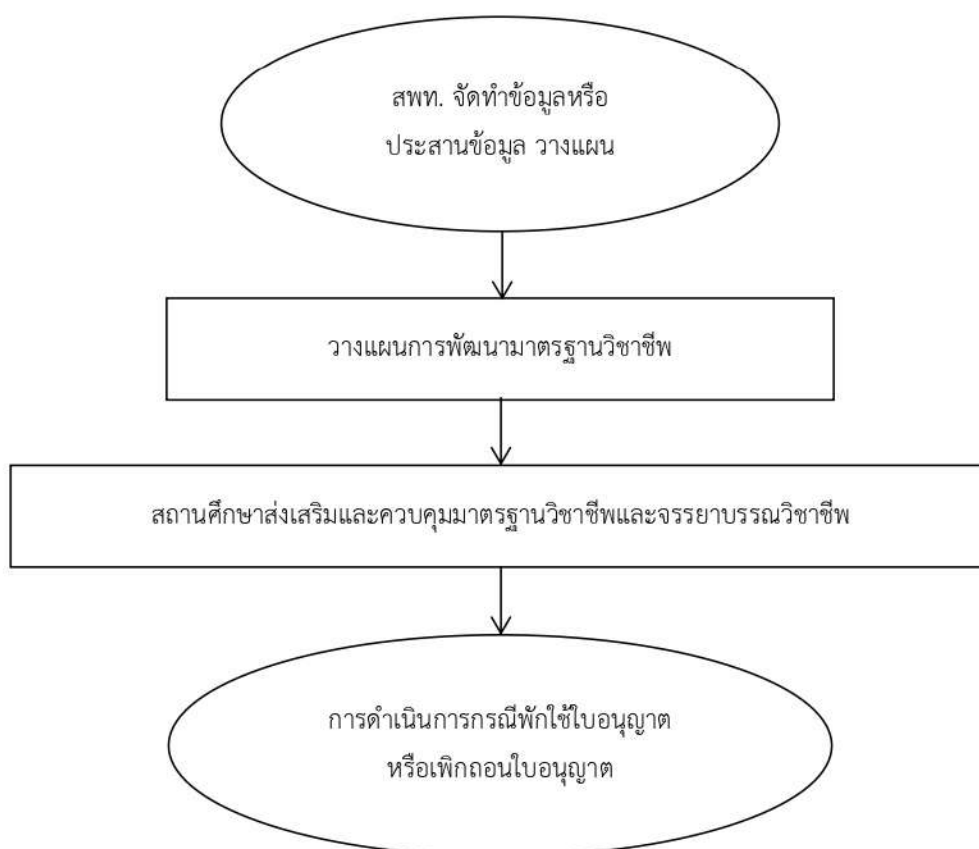 สพท. จัดทำข้อมูลหรือ
ประสานข้อมูล วางแผน
วางแผนการพัฒนามาตรฐานวิชาชีพ
สถานศึกษาส่งเสริมและควบคุมมาตรฐานวิชาชีพและจรรยาบรรณวิชาชีพ
การดำเนินการกรณีพักใช้ใบอนุญาต
หรือเพิกถอนใบอนุญาต